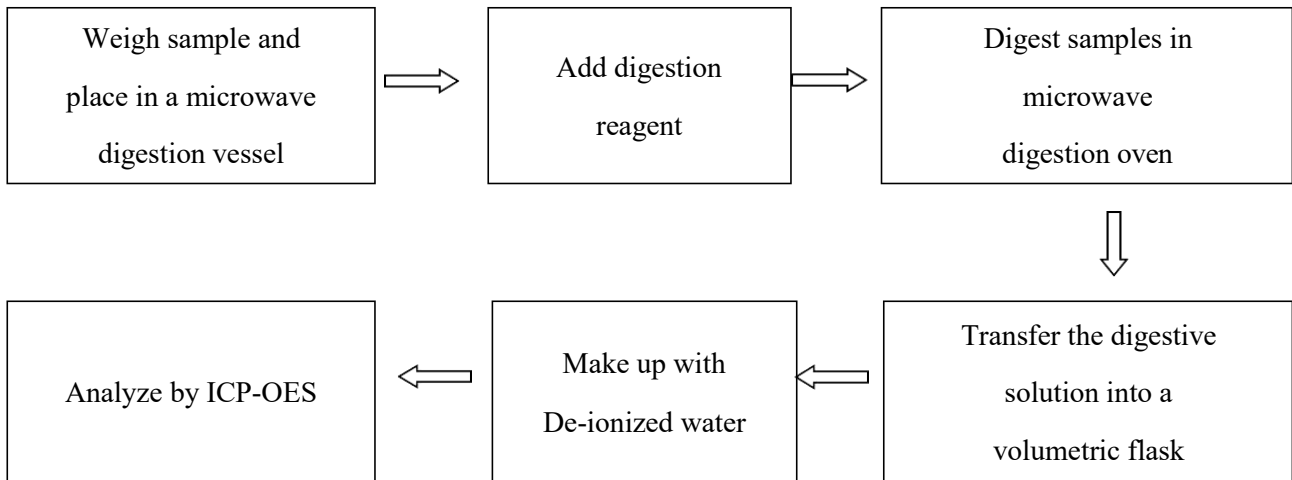 Weigh sample and
place in a microwave
digestion vessel
Add digestion
reagent
Digest samples in
microwave
digestion oven
Transfer the digestive
solution into a
volumetric flask
Make up with
De-ionized water
Analyze by ICP-OES